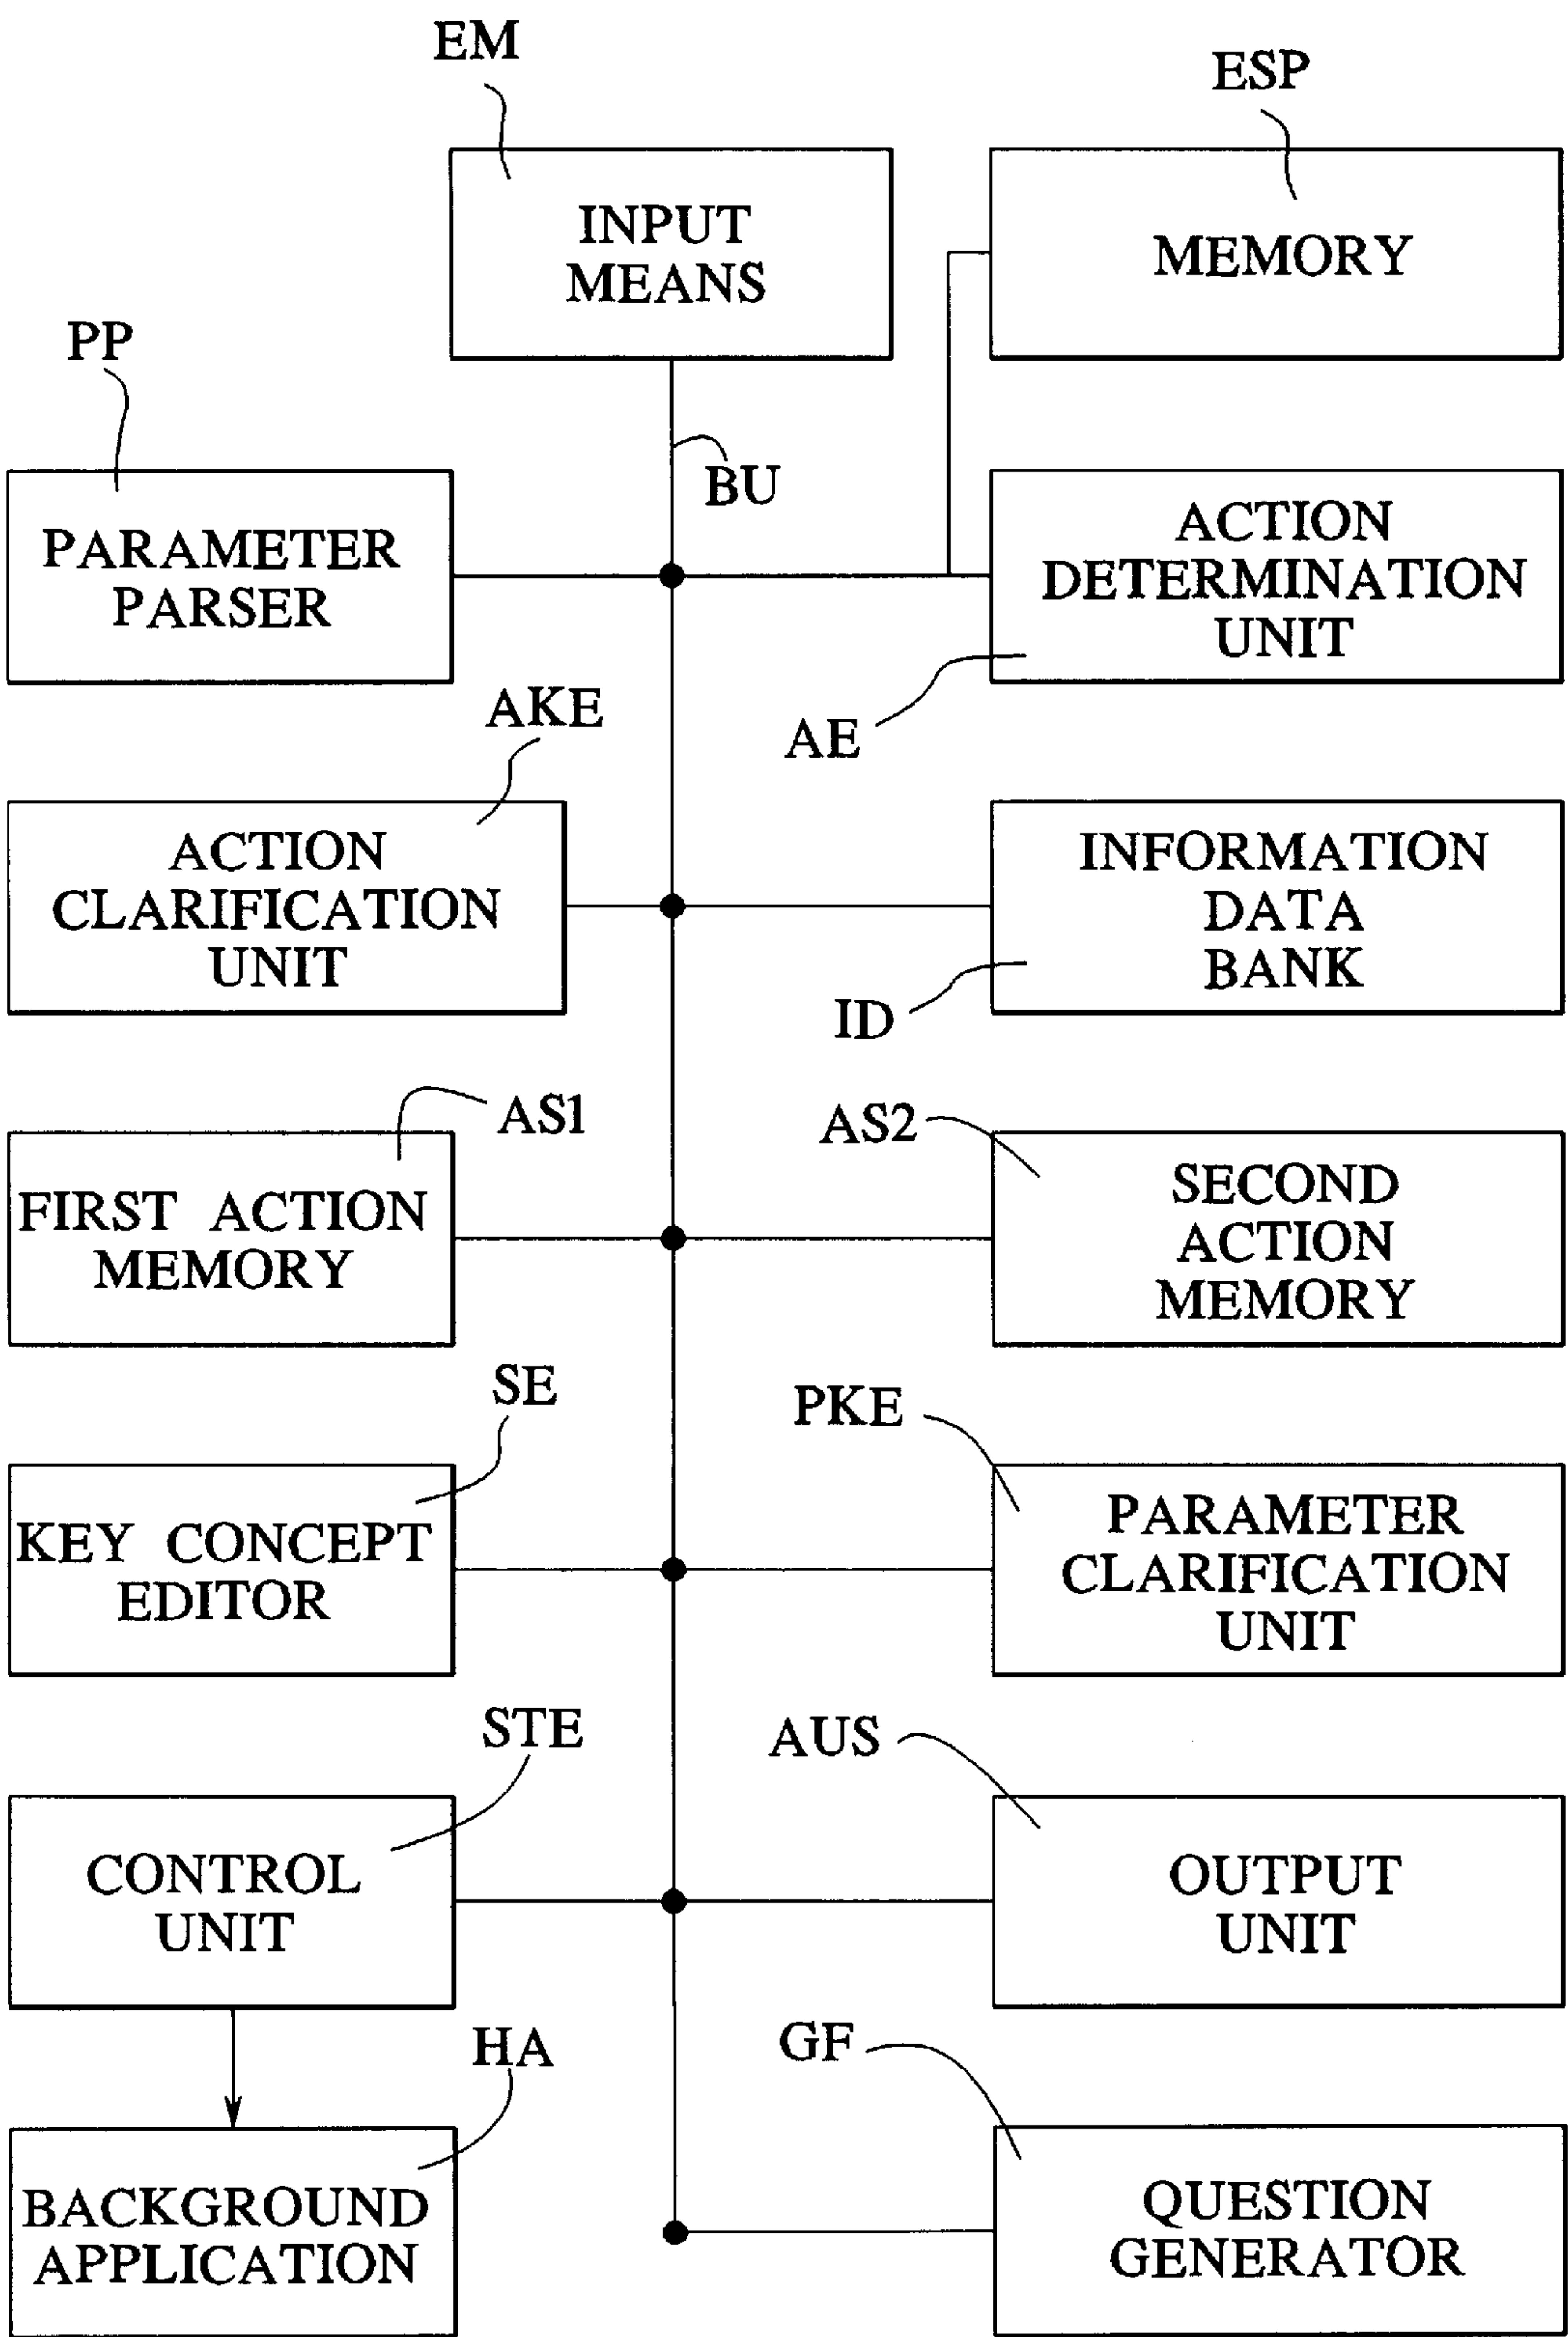 EM
ESP
INPUT
MEANS
MEMORY
PP
BU
PARAMETER
PARSER
ACTION
DETERMINATION
UNIT
AKE
AE
ACTION
CLARIFICATION
UNIT
INFORMATION
DATA
BANK
ID
AS1
AS2
FIRST ACTION
MEMORY
SECOND
ACTION
MEMORY
SE
PKE
KEY CONCEPT
EDITOR
PARAMETER
CLARIFICATION
UNIT
STE
AUS
CONTROL
UNIT
OUTPUT
UNIT
HA
GF
BACKGROUND
APPLICATION
QUESTION
GENERATOR